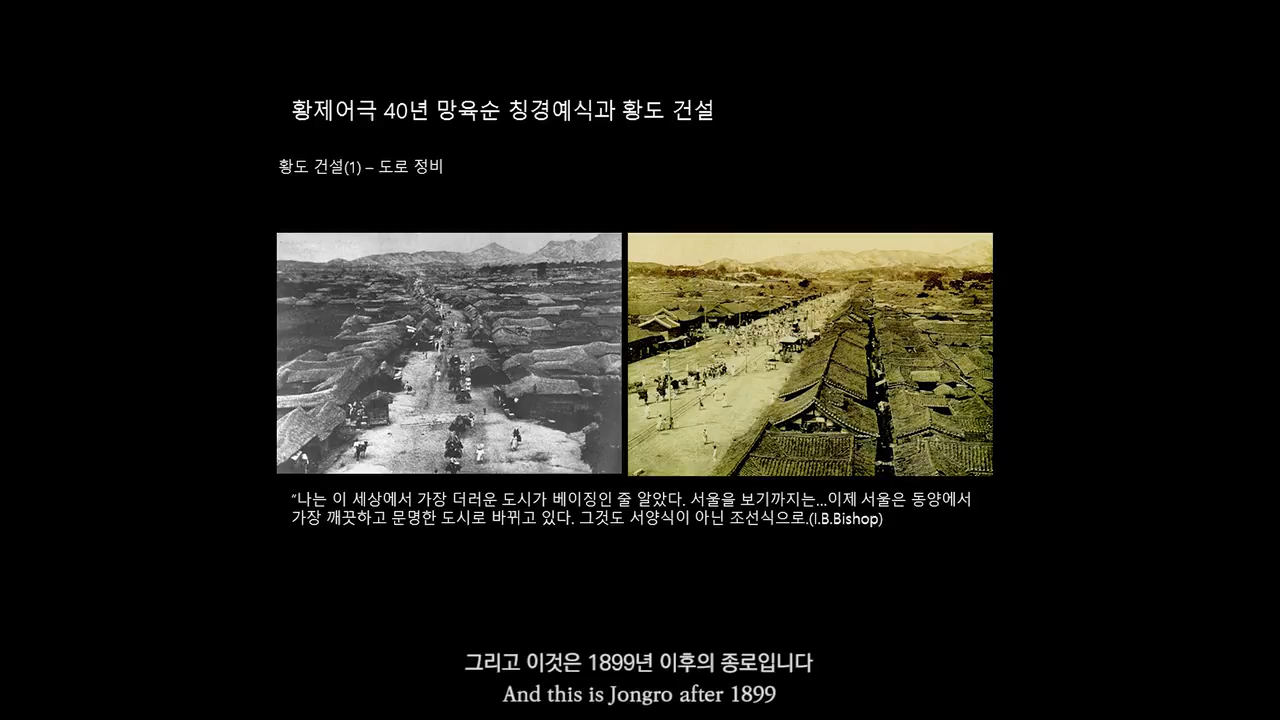 황제어극 40년 망육순 칭경예식과 황도 건설
황도 건설(1) – 도로 정비
“나는 이 세상에서 가장 더러운 도시가 베이징인 줄 알았다. 서울을 보기까지는...이제 서울은 동양에서
가장 깨끗하고 문명한 도시로 바뀌고 있다. 그것도 서양식이 아닌 조선식으로.(I.B.Bishop)
그리고 이것은 1899년 이후의 종로입니다
And this is Jongro after 1899